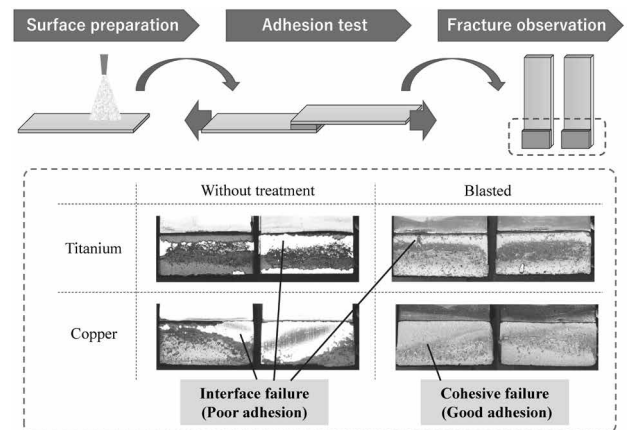 Surface preparation
Adhesion test
Fracture observation
Without treatment
Blasted
Titanium
Copper
Interface failure
(Poor adhesion)
Cohesive failure
(Good adhesion)